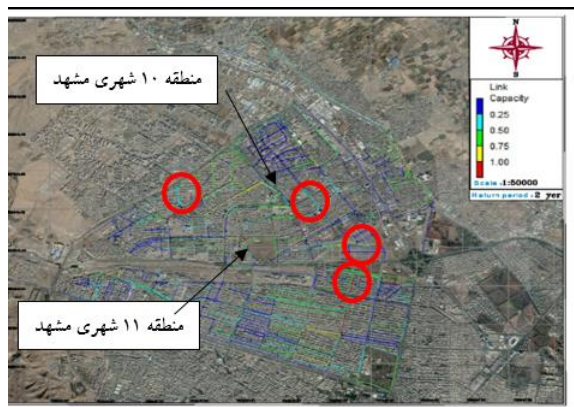 N
S
منطقه ۱۰ شهری مشهد
منطقه ۱۱ شهری مشهد
Link
Capacity
0.25
0.50
0.75
1.00
Scale :1:50000
Return period :2 yer